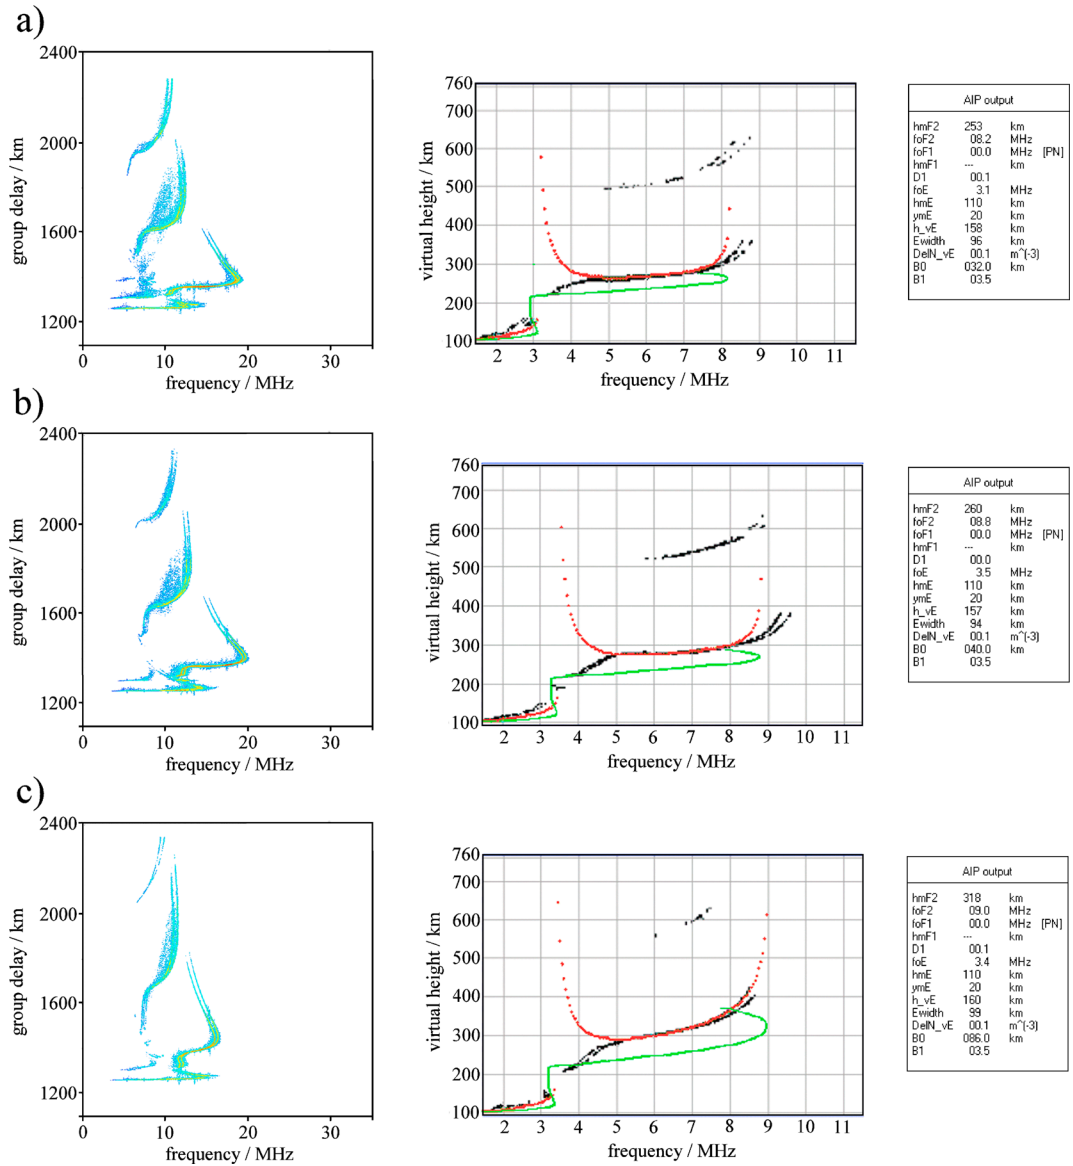 a)
2400
2000
1600
1200
group delay / km
0
10
20
30
frequency / MHz
760
700
600
500
400
300
200
100
virtual height / km
2
3
4
5
6
7
8
9
10
11
frequency / MHz
AIP output
hmF2 253 km
foF2 08.2 MHz
foF1 00.0 MHz [PN]
hmF1 --- km
D1 00.1
foE 3.1 MHz
hmE 110 km
ymE 20 km
h_vE 158 km
Ewidth 96 km
DelN_vE 00.1 m^(-3)
B0 032.0 km
B1 03.5
b)
2400
2000
1600
1200
group delay / km
0
10
20
30
frequency / MHz
760
700
600
500
400
300
200
100
virtual height / km
2
3
4
5
6
7
8
9
10
11
frequency / MHz
AIP output
hmF2 260 km
foF2 08.8 MHz
foF1 00.0 MHz [PN]
hmF1 --- km
D1 00.0
foE 3.5 MHz
hmE 110 km
ymE 20 km
h_vE 157 km
Ewidth 94 km
DelN_vE 00.1 m^(-3)
B0 040.0 km
B1 03.5
c)
2400
2000
1600
1200
group delay / km
0
10
20
30
frequency / MHz
760
700
600
500
400
300
200
100
virtual height / km
2
3
4
5
6
7
8
9
10
11
frequency / MHz
AIP output
hmF2 318 km
foF2 09.0 MHz
foF1 00.0 MHz [PN]
hmF1 --- km
D1 00.1
foE 3.4 MHz
hmE 110 km
ymE 20 km
h_vE 160 km
Ewidth 99 km
DelN_vE 00.1 m^(-3)
B0 086.0 km
B1 03.5